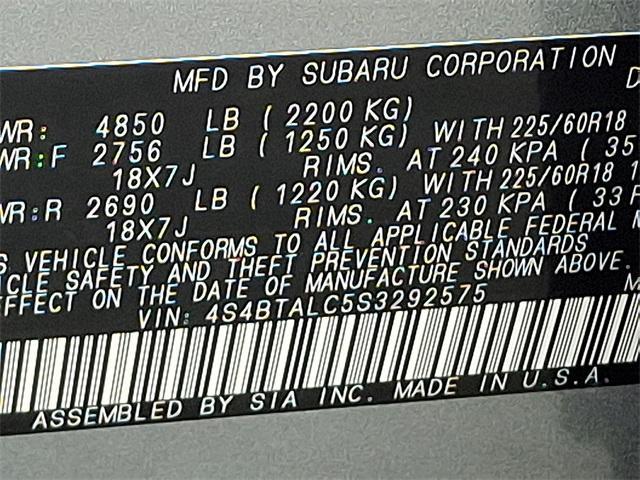 MFD BY SUBARU CORPORATION D
WR: 4850 LB ( 2200 KG)
WR:F 2756 LB ( 1250 KG) WITH 225/60R18
18X7J RIMS. AT 240 KPA ( 35
WR:R 2690 LB ( 1220 KG) WITH 225/60R18 1
18X7J RIMS. AT 230 KPA ( 33
S VEHICLE CONFORMS TO ALL APPLICABLE FEDERAL M
ICLE SAFETY AND THEFT PREVENTION STANDARDS
EFFECT ON THE DATE OF MANUFACTURE SHOWN ABOVE.
VIN: 4S4BTALC5S3292575 M
ASSEMBLED BY SIA INC. MADE IN U.S.A.